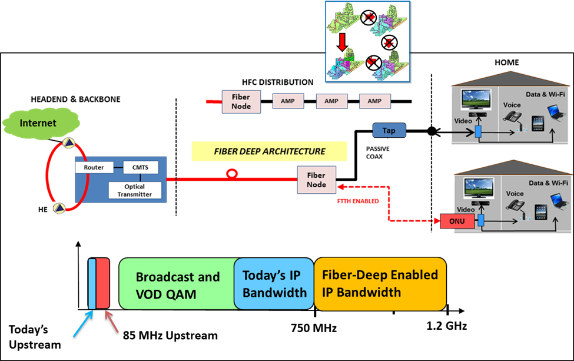 HFC DISTRIBUTION
HOME
HEADEND & BACKBONE
Internet
Fiber
Node
AMP
AMP
AMP
Data & Wi-Fi
Voice
Video
Tap
PASSIVE
COAX
FIBER DEEP ARCHITECTURE
Router
CMTS
Optical
Transmitter
HE
Fiber
Node
FTTH ENABLED
Data & Wi-Fi
Voice
Video
ONU
Broadcast and
VOD QAM
Today's IP
Bandwidth
Fiber-Deep Enabled
IP Bandwidth
Today's
Upstream
85 MHz Upstream
750 MHz
1.2 GHz